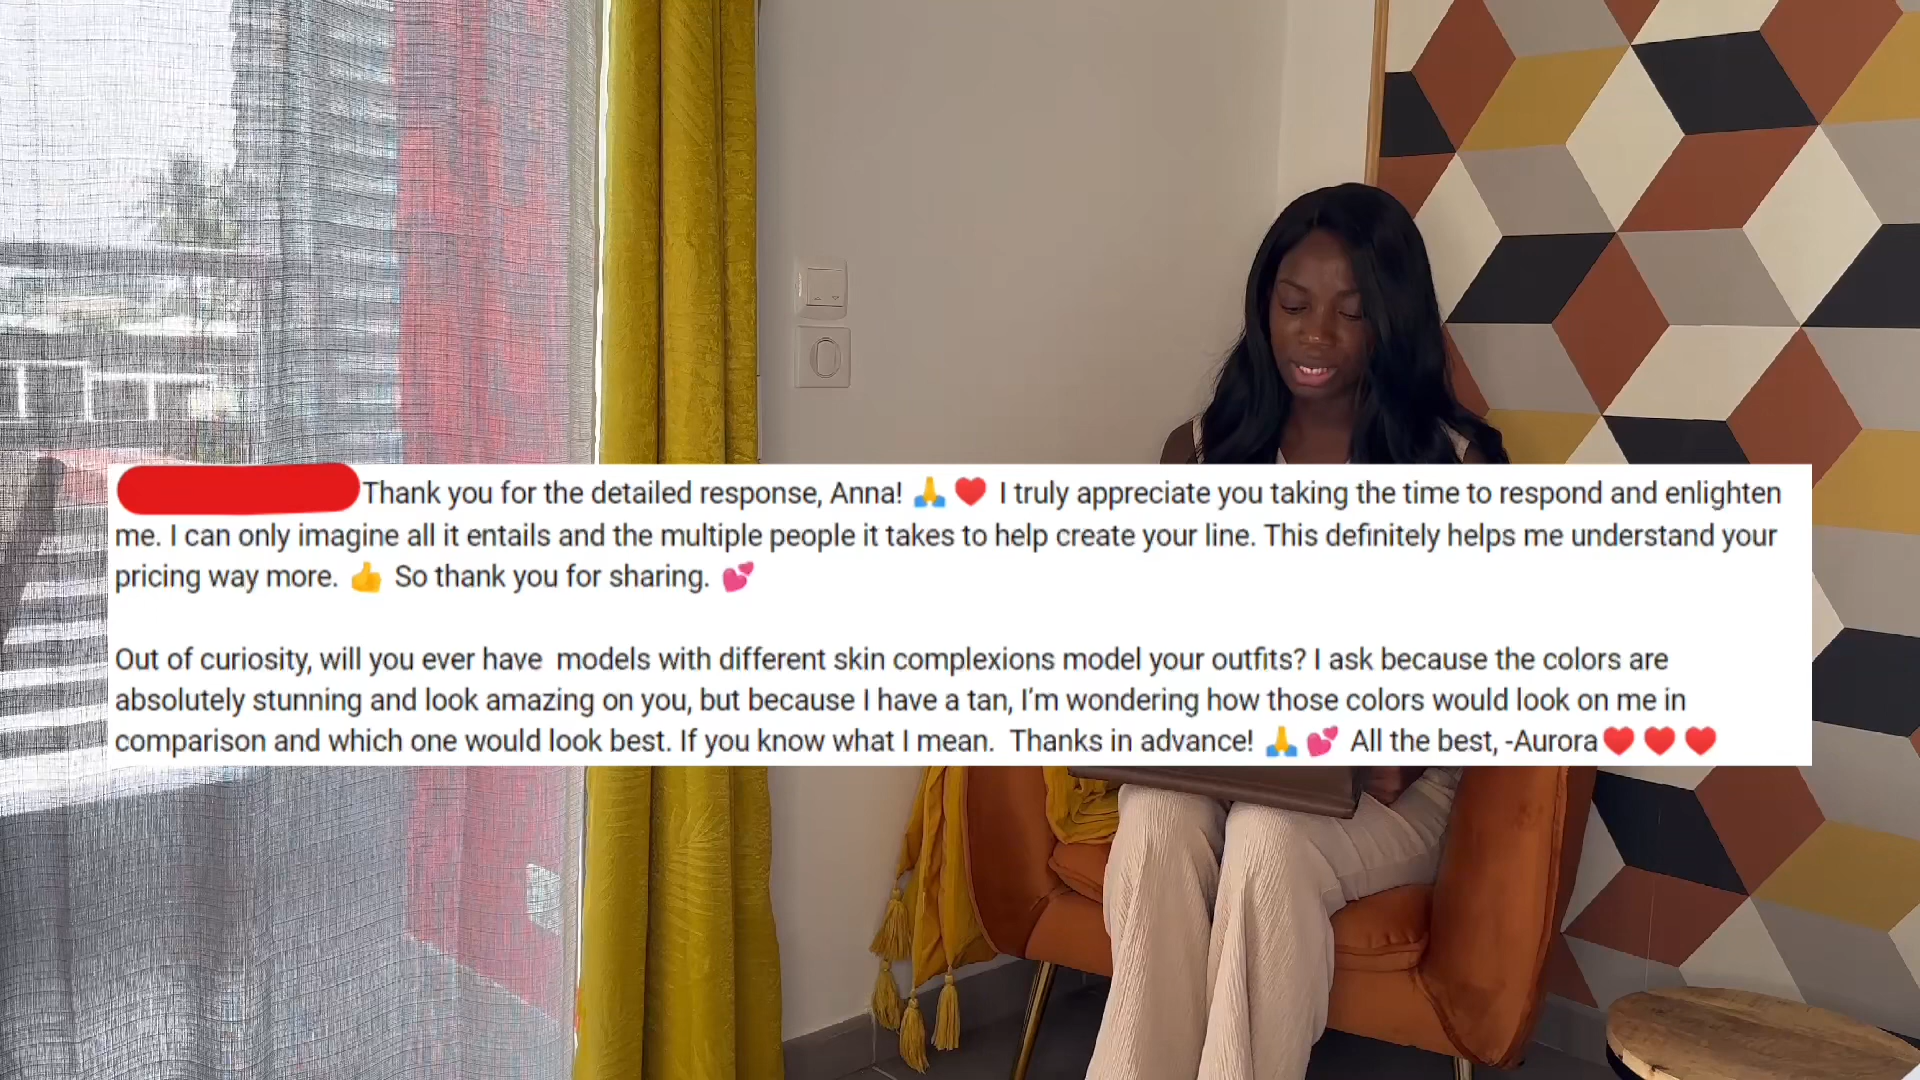 Thank you for the detailed response, Anna! 🙏♥️ I truly appreciate you taking the time to respond and enlighten
me. I can only imagine all it entails and the multiple people it takes to help create your line. This definitely helps me understand your
pricing way more. 👍 So thank you for sharing. 💕
Out of curiosity, will you ever have  models with different skin complexions model your outfits? I ask because the colors are
absolutely stunning and look amazing on you, but because I have a tan, I’m wondering how those colors would look on me in
comparison and which one would look best. If you know what I mean.  Thanks in advance! 🙏💕 All the best, -Aurora♥️♥️♥️